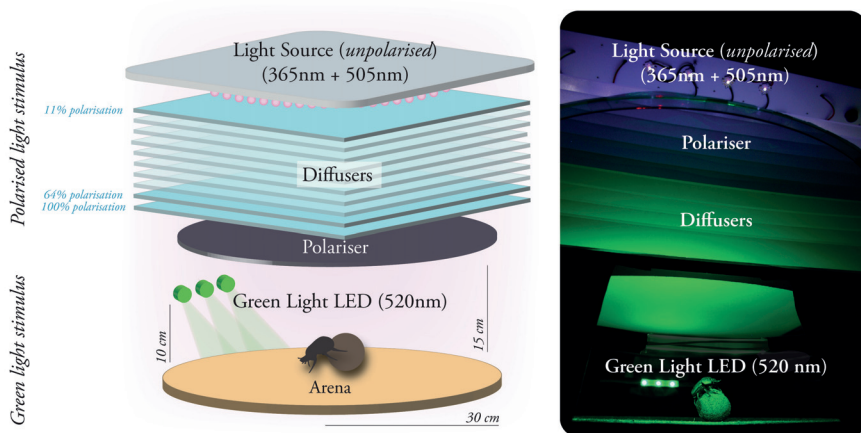 Polarised light stimulus
Green light stimulus
Light Source (unpolarised)
(365nm + 505nm)
11% polarisation
Diffusers
64% polarisation
100% polarisation
Polariser
Green Light LED (520nm)
10 cm
15 cm
Arena
30 cm
Light Source (unpolarised)
(365nm + 505nm)
Polariser
Diffusers
Green Light LED (520 nm)